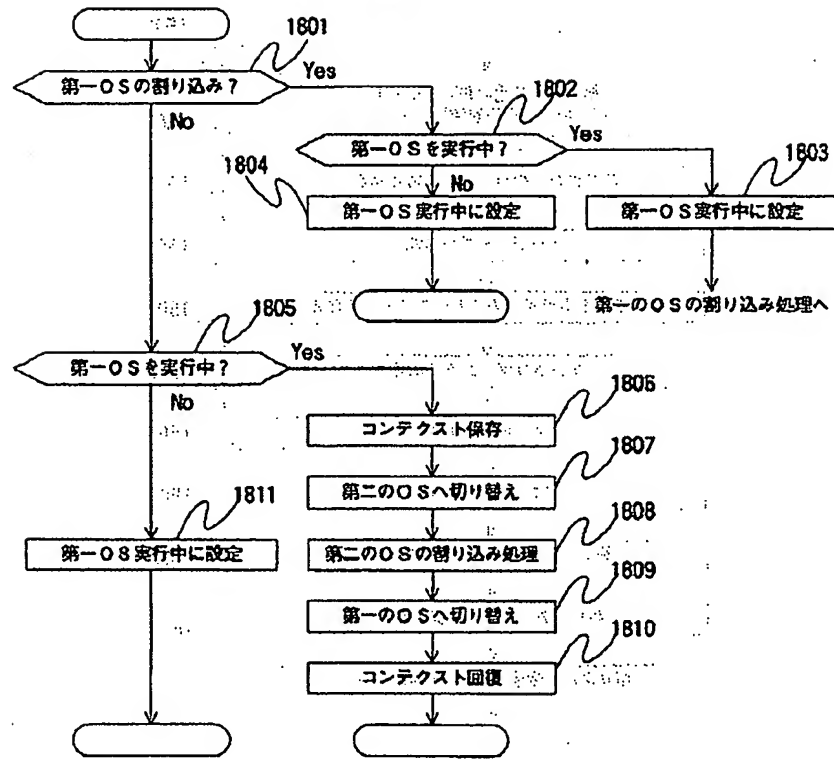 1801
第一OSの割り込み？
Yes
No
1802
第一OSを実行中？
Yes
No
1804
第一OS実行中に設定
1803
第一OS実行中に設定
第一のOSの割り込み処理へ
1805
第一OSを実行中？
Yes
No
1806
コンテクスト保存
1807
第二のOSへ切り替え
1808
第二のOSの割り込み処理
1809
第一のOSへ切り替え
1810
コンテクスト回復
1811
第一OS実行中に設定